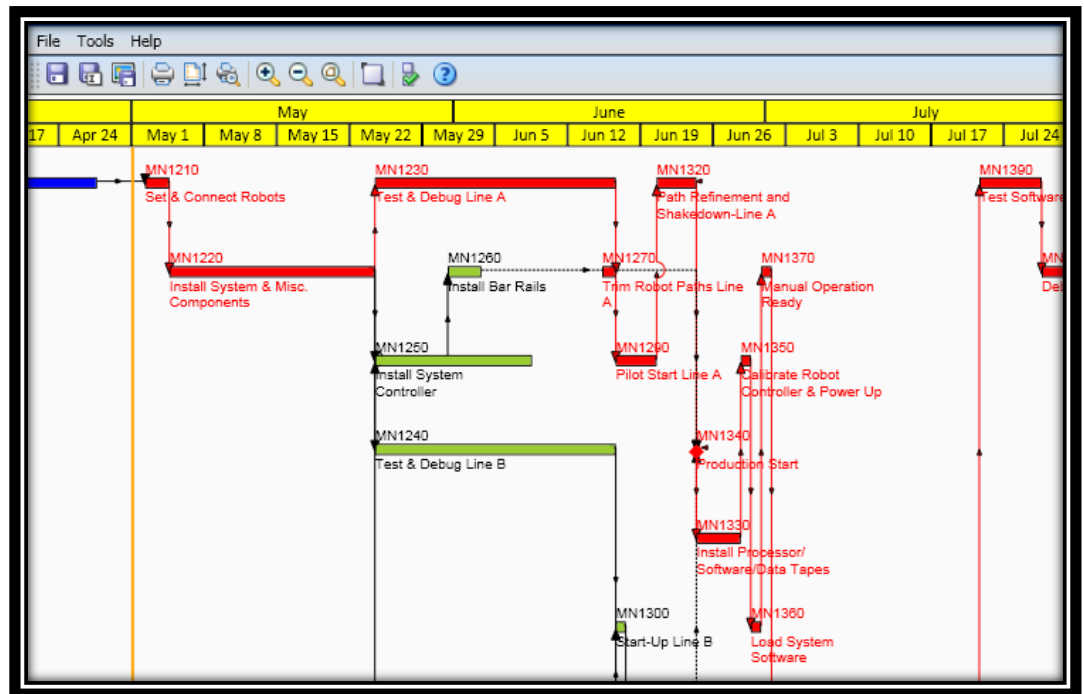 File Tools Help
May June July
17 Apr 24 May 1 May 8 May 15 May 22 May 29 Jun 5 Jun 12 Jun 19 Jun 26 Jul 3 Jul 10 Jul 17 Jul 24
MN1210 MN1230 MN1320 MN1390
Set & Connect Robots Test & Debug Line A Path Refinement and Test Software
Shakedown-Line A
MN1220 MN1260 MN1270 MN1370 MN
Install System & Misc. Install Bar Rails Trim Robot Paths Line Manual Operation
Components A Ready
MN1250 MN1290 MN1350
Install System Pilot Start Line A Calibrate Robot
Controller Controller & Power Up
MN1240 MN1340
Test & Debug Line B Production Start
MN1330
Install Processor/
Software/Data Tapes
MN1300 MN1360
Start-Up Line B Load System
Software